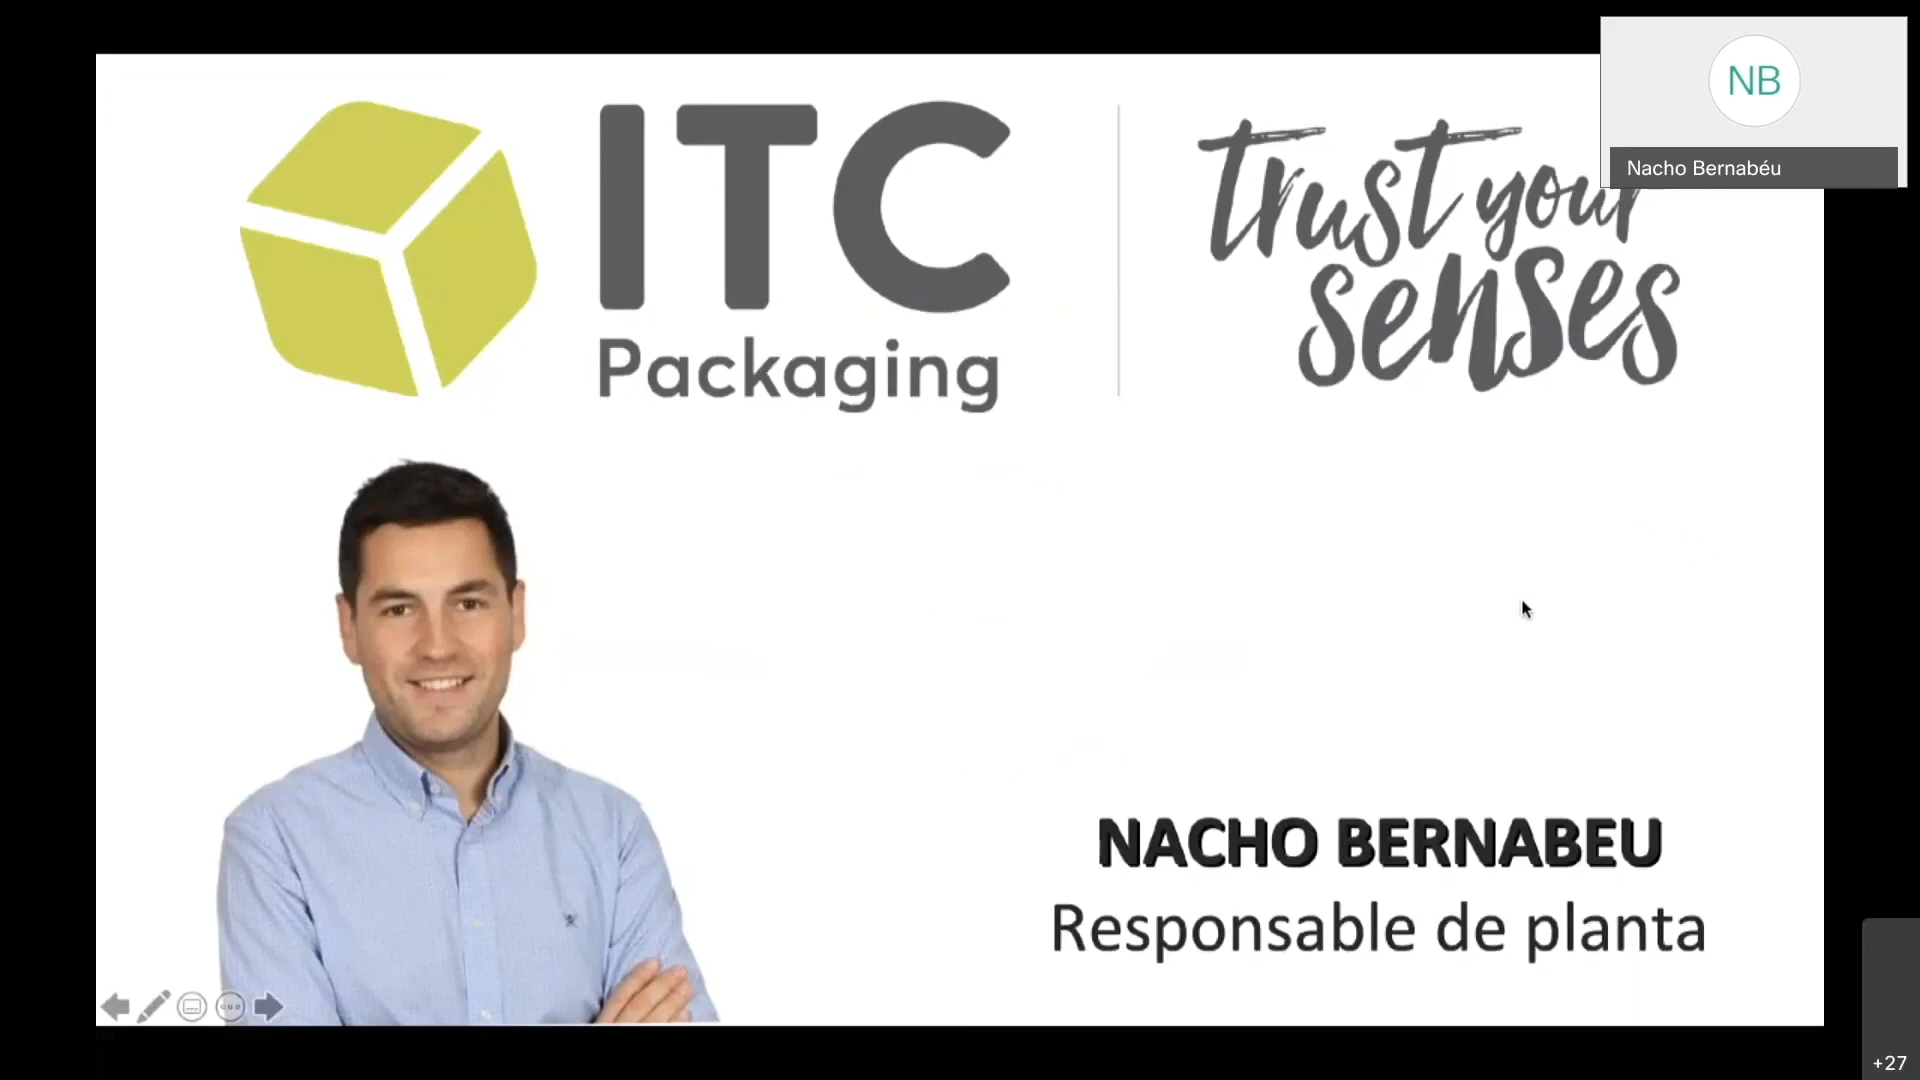 ITC
Packaging
trust your
senses
NB
Nacho Bernabéu
NACHO BERNABEU
Responsable de planta
+27